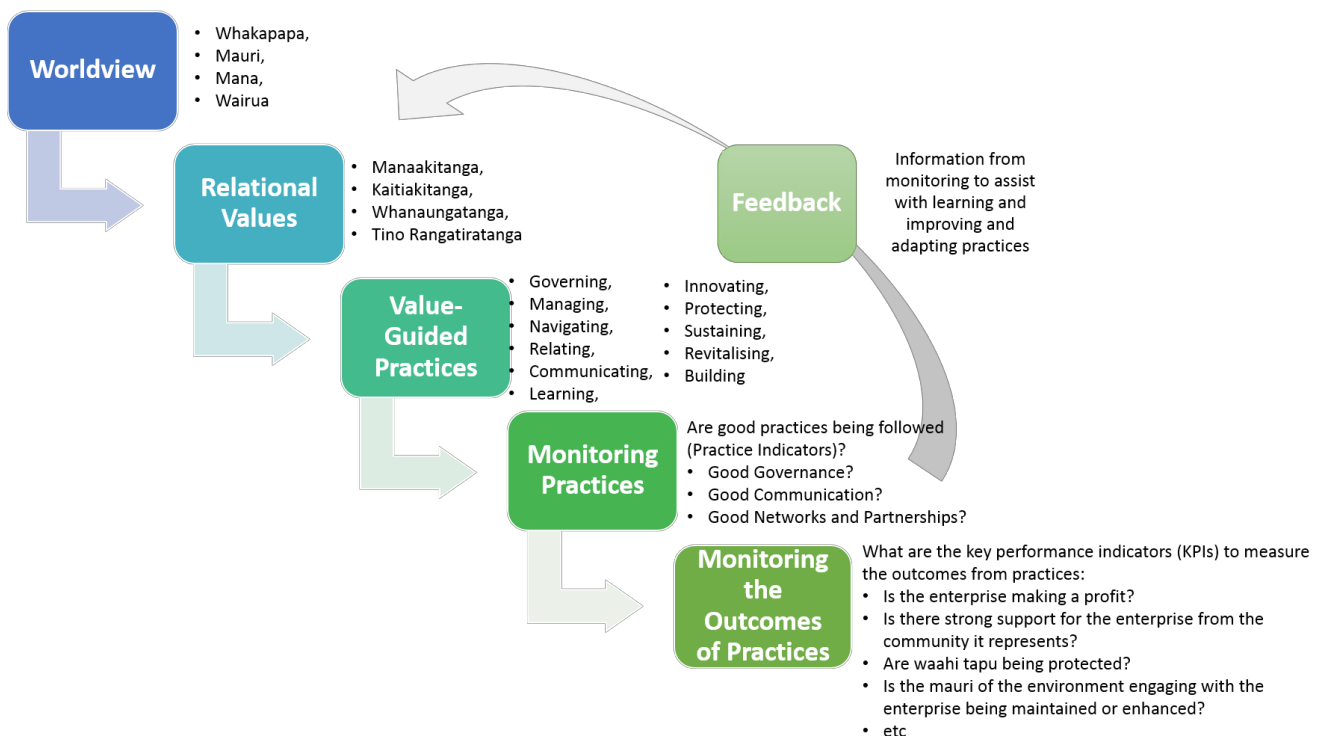 Worldview
• Whakapapa,
• Mauri,
• Mana,
• Wairua
Relational
Values
• Manaakitanga,
• Kaitiakitanga,
• Whanaungatanga,
• Tino Rangatiratanga
Feedback
Information from
monitoring to assist
with learning and
improving and
adapting practices
Value-
Guided
Practices
• Governing,
• Managing,
• Navigating,
• Relating,
• Communicating,
• Learning,
• Innovating,
• Protecting,
• Sustaining,
• Revitalising,
• Building
Monitoring
Practices
Are good practices being followed
(Practice Indicators)?
• Good Governance?
• Good Communication?
• Good Networks and Partnerships?
Monitoring
the
Outcomes
of Practices
What are the key performance indicators (KPIs) to measure
the outcomes from practices:
• Is the enterprise making a profit?
• Is there strong support for the enterprise from the
community it represents?
• Are waahi tapu being protected?
• Is the mauri of the environment engaging with the
enterprise being maintained or enhanced?
• etc